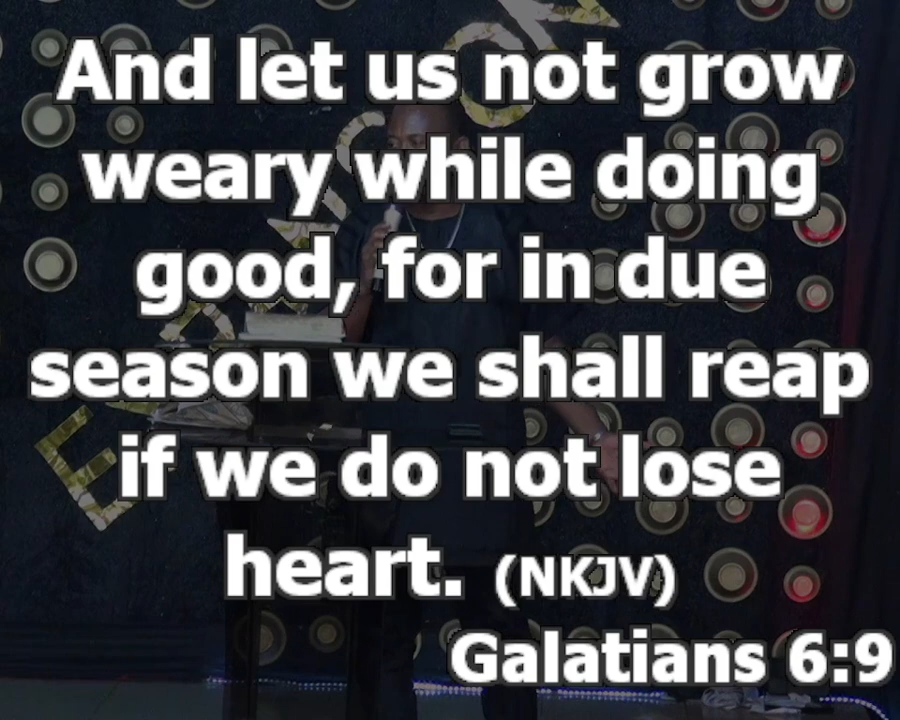 And let us not grow
weary while doing
good, for in due
season we shall reap
if we do not lose
heart. (NKJV)
Galatians 6:9